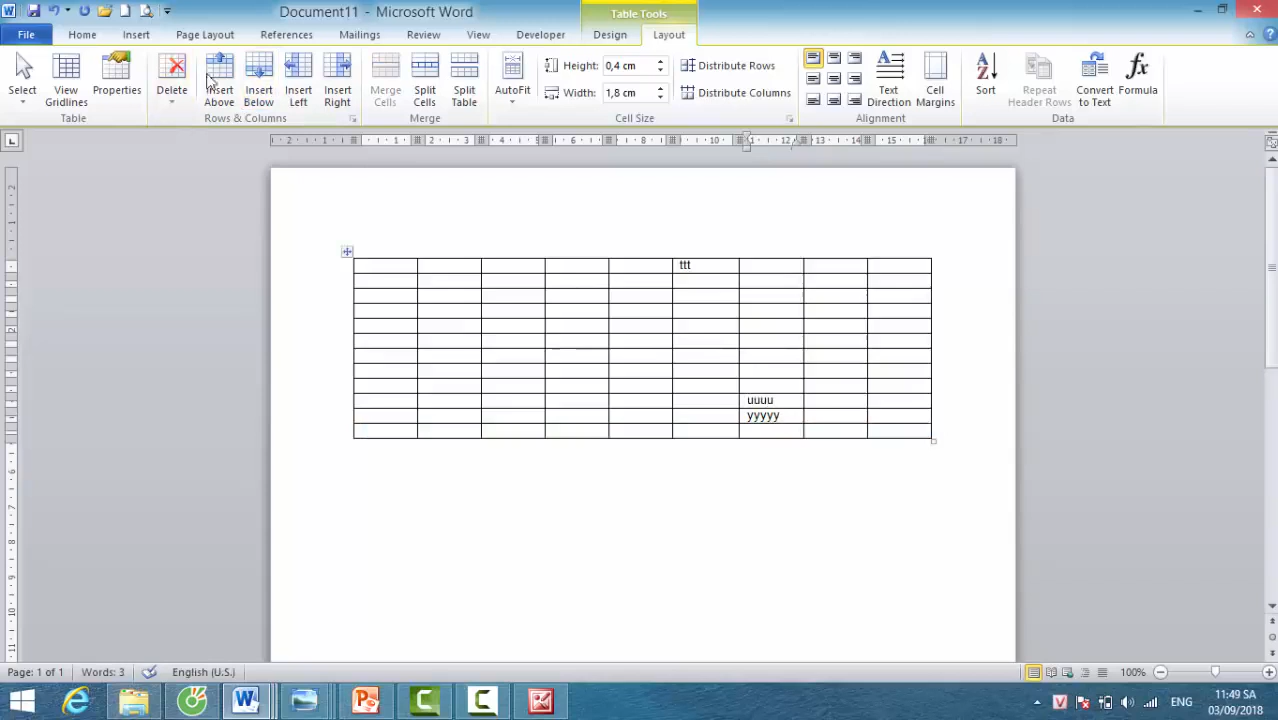 Document11 - Microsoft Word
Table Tools
File Home Insert Page Layout References Mailings Review View Developer Design Layout
Select
View Gridlines
Properties
Table
Delete
Insert Above
Insert Below
Insert Left
Insert Right
Rows & Columns
Merge Cells
Split Cells
Split Table
Merge
AutoFit
Height: 0,4 cm
Width: 1,8 cm
Distribute Rows
Distribute Columns
Cell Size
Text Direction
Cell Margins
Alignment
Sort
Repeat Header Rows
Convert to Text
Formula
Data
ttt
uuuu
yyyyy
Page: 1 of 1 Words: 3 English (U.S.) 100%
ENG
11:49 SA
03/09/2018